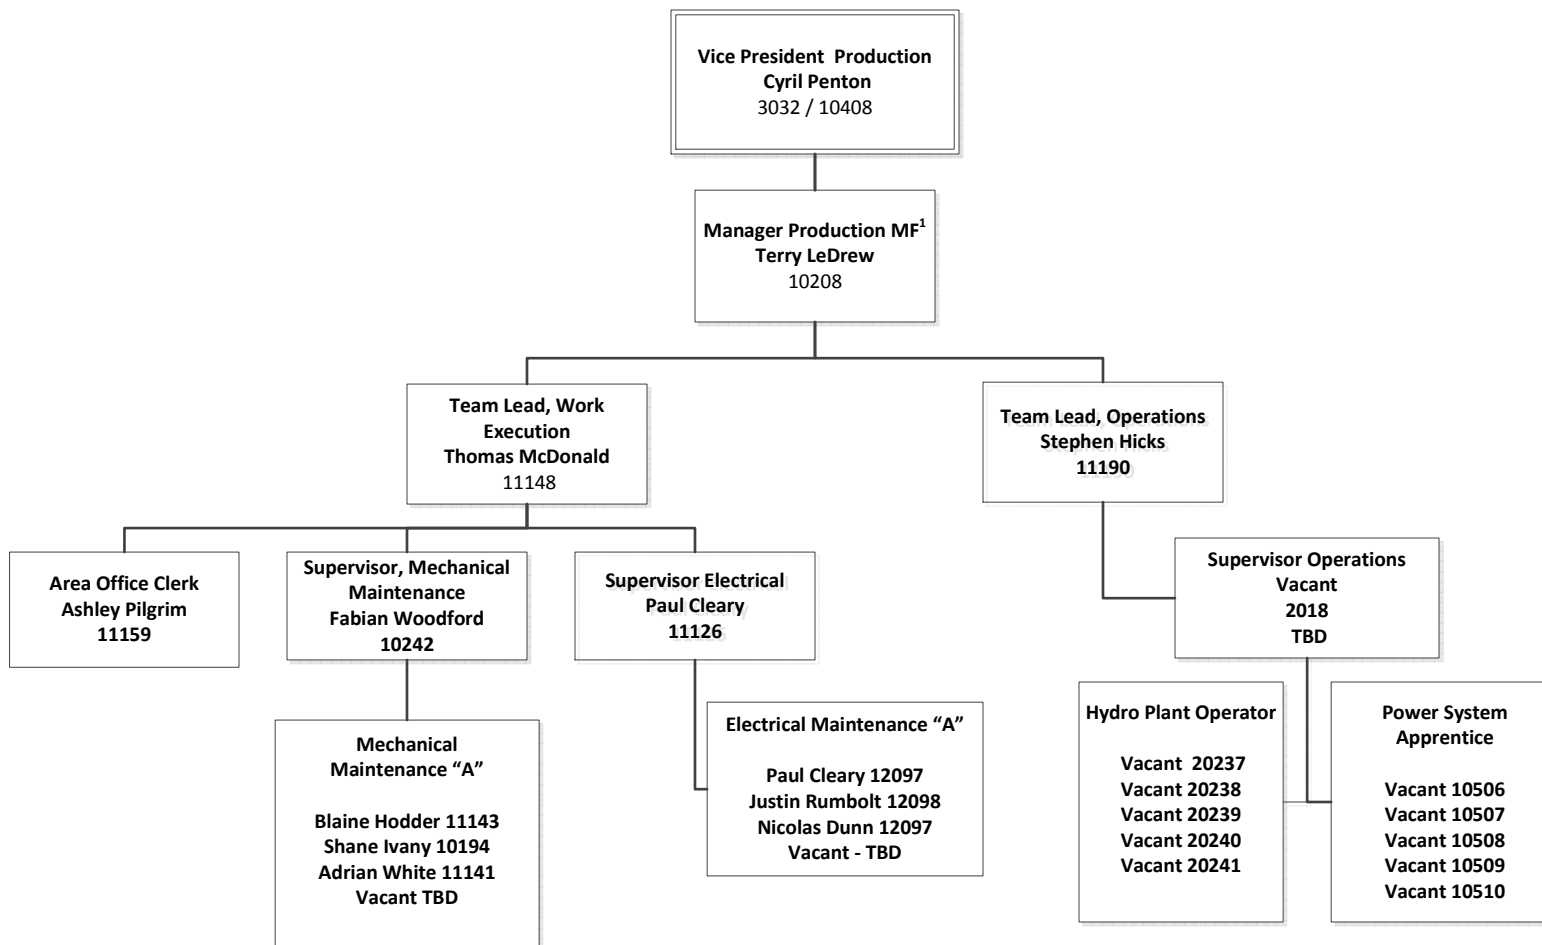 Vice President Production
Cyril Penton
3032 / 10408
Manager Production MF¹
Terry LeDrew
10208
Team Lead, Work
Execution
Thomas McDonald
11148
Team Lead, Operations
Stephen Hicks
11190
Area Office Clerk
Ashley Pilgrim
11159
Supervisor, Mechanical
Maintenance
Fabian Woodford
10242
Supervisor Electrical
Paul Cleary
11126
Supervisor Operations
Vacant
2018
TBD
Mechanical
Maintenance “A”
Blaine Hodder 11143
Shane Ivany 10194
Adrian White 11141
Vacant TBD
Electrical Maintenance “A”
Paul Cleary 12097
Justin Rumbolt 12098
Nicolas Dunn 12097
Vacant - TBD
Hydro Plant Operator
Vacant 20237
Vacant 20238
Vacant 20239
Vacant 20240
Vacant 20241
Power System
Apprentice
Vacant 10506
Vacant 10507
Vacant 10508
Vacant 10509
Vacant 10510